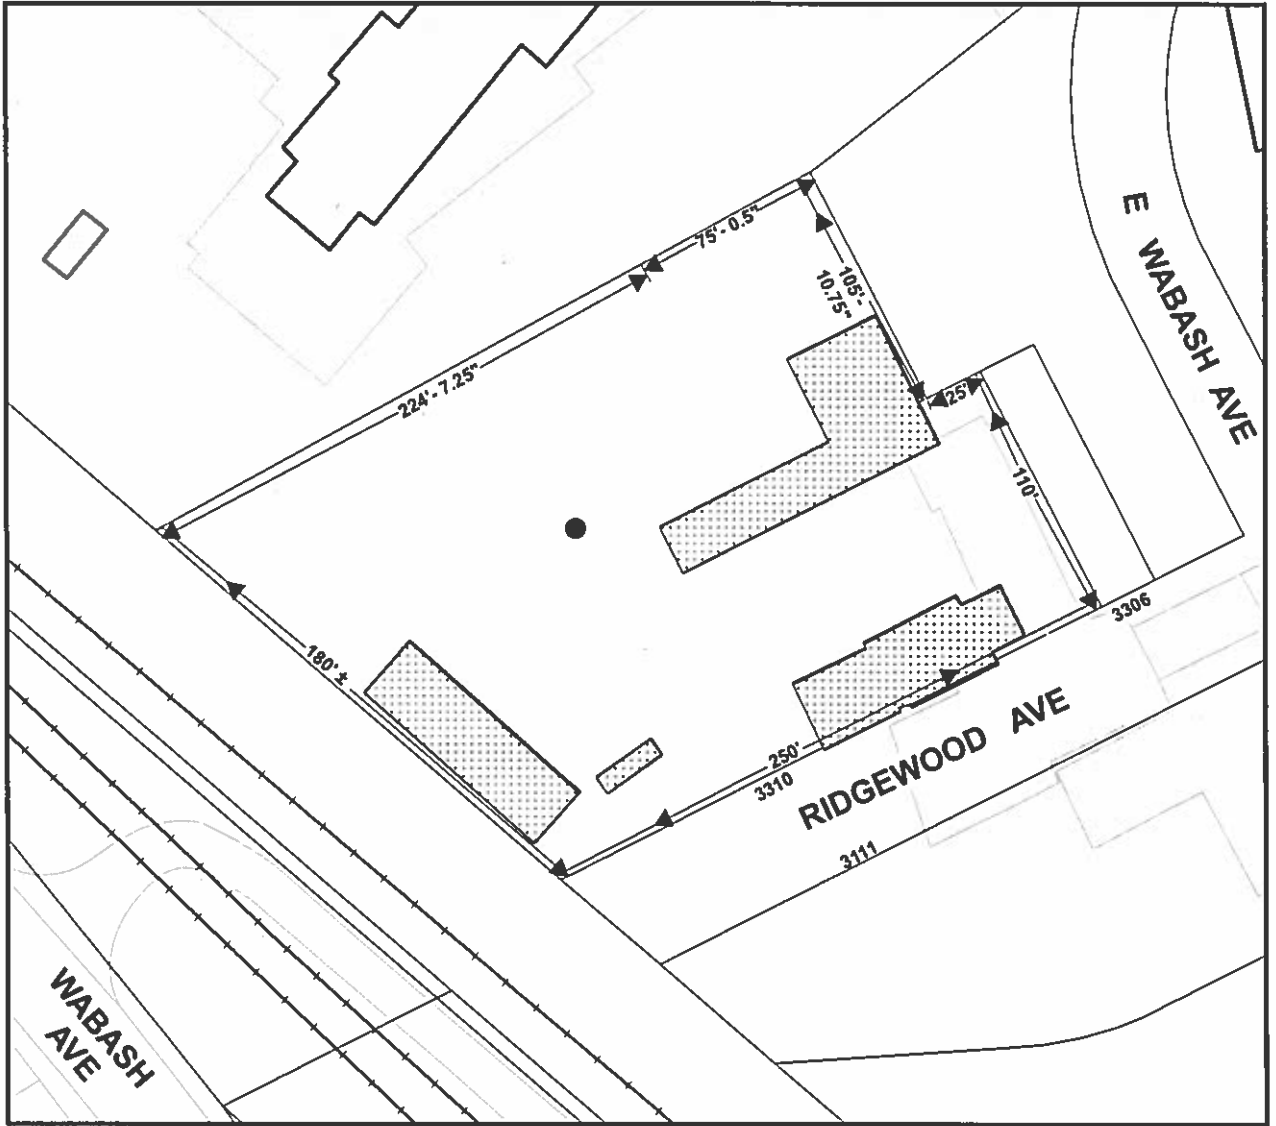 75'- 0.5"
E WABASH AVE
105'-
10.75"
224'- 7.25"
25'
110'
3306
180' ±
250'
3310
RIDGEWOOD AVE
3111
WABASH
AVE